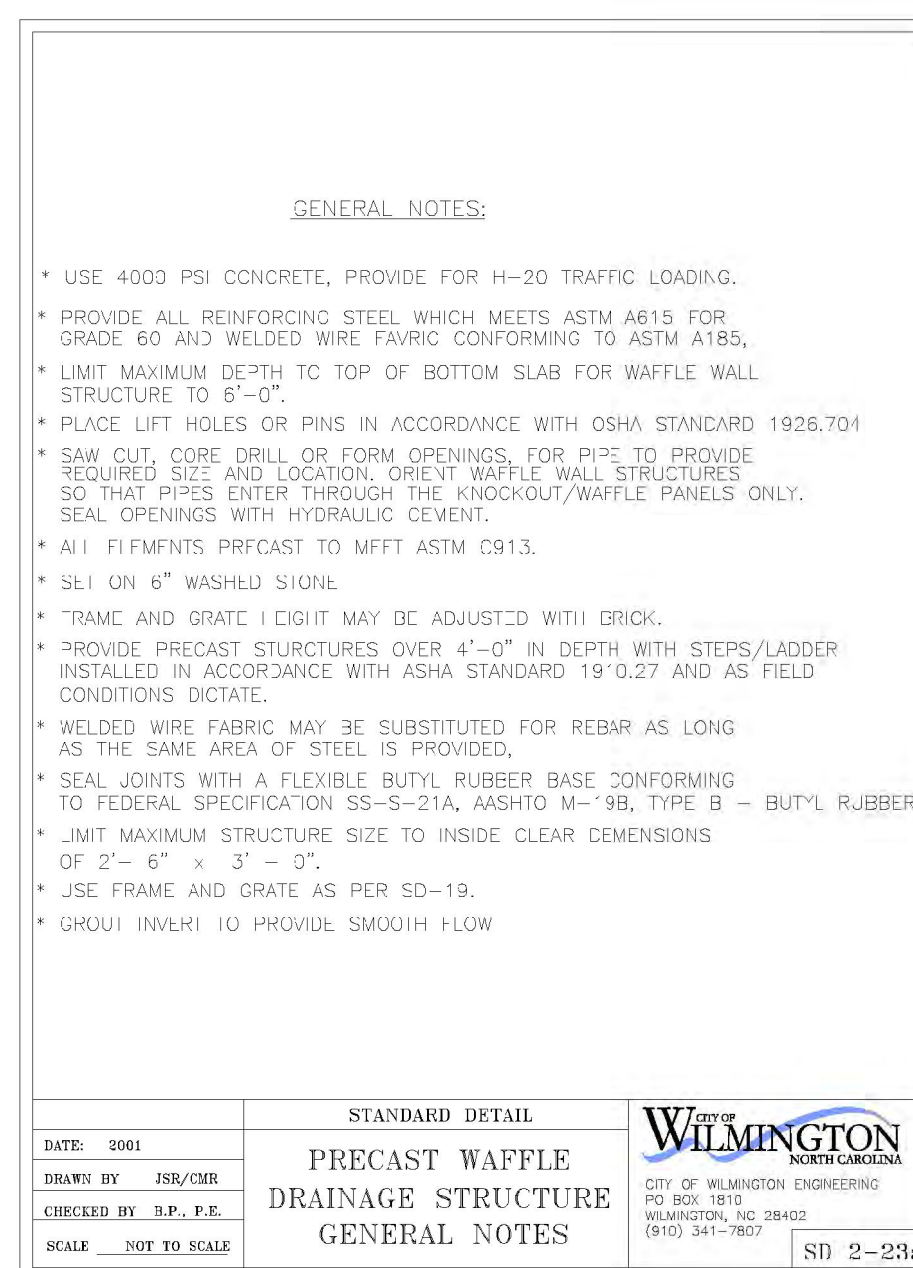 GENERAL NOTES:
* USE 4000 PSI CONCRETE, PROVIDE FOR H-20 TRAFFIC LOADING.
* PROVIDE ALL REINFORCING STEEL WHICH MEETS ASTM A615 FOR
GRADE 60 AND WELDED WIRE FAVRIC CONFORMING TO ASTM A185,
* LIMIT MAXIMUM DEPTH TO TOP OF BOTTOM SLAB FOR WAFFLE WALL
STRUCTURE TO 6'-0".
* PLACE LIFT HOLES OR PINS IN ACCORDANCE WITH OSHA STANDARD 1926.704
* SAW CUT, CORE DRILL OR FORM OPENINGS, FOR PIPE TO PROVIDE
REQUIRED SIZE AND LOCATION. ORIENT WAFFLE WALL STRUCTURES
SO THAT PIPES ENTER THROUGH THE KNOCKOUT/WAFFLE PANELS ONLY.
SEAL OPENINGS WITH HYDRAULIC CEMENT.
* ALL ELEMENTS PRECAST TO MEET ASTM C913.
* SET ON 6" WASHED STONE
* FRAME AND GRATE HEIGHT MAY BE ADJUSTED WITH BRICK.
* PROVIDE PRECAST STURCTURES OVER 4'-0" IN DEPTH WITH STEPS/LADDER
INSTALLED IN ACCORDANCE WITH ASHA STANDARD 1910.27 AND AS FIELD
CONDITIONS DICTATE.
* WELDED WIRE FABRIC MAY BE SUBSTITUTED FOR REBAR AS LONG
AS THE SAME AREA OF STEEL IS PROVIDED,
* SEAL JOINTS WITH A FLEXIBLE BUTYL RUBBER BASE CONFORMING
TO FEDERAL SPECIFICATION SS-S-21A, AASHTO M-19B, TYPE B - BUTYL RUBBER
* LIMIT MAXIMUM STRUCTURE SIZE TO INSIDE CLEAR DEMENSIONS
OF 2'- 6" x 3' - 0".
* USE FRAME AND GRATE AS PER SD-19.
* GROUT INVERT TO PROVIDE SMOOTH FLOW
STANDARD DETAIL
PRECAST WAFFLE
DRAINAGE STRUCTURE
GENERAL NOTES
DATE: 2001
DRAWN BY JSR/CMR
CHECKED BY B.P., P.E.
SCALE NOT TO SCALE
CITY OF
WILMINGTON
NORTH CAROLINA
CITY OF WILMINGTON ENGINEERING
PO BOX 1810
WILMINGTON, NC 28402
(910) 341-7807
SD 2-23